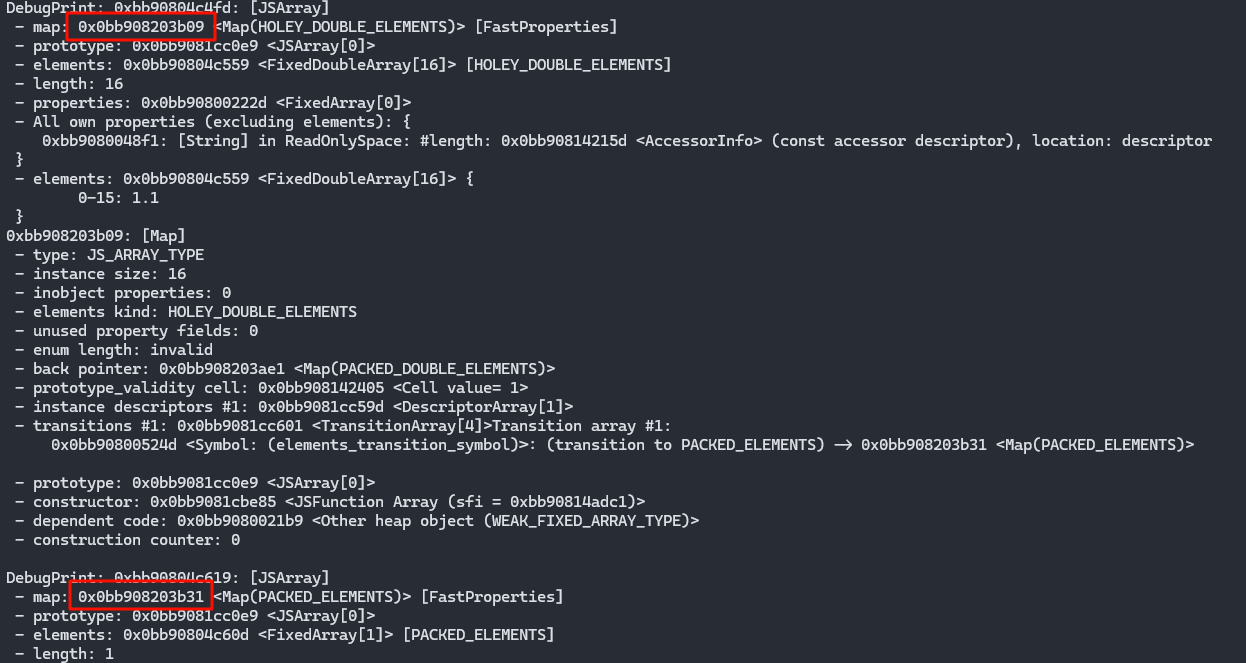 DebugPrint: 0xbb90804c4fd: [JSArray]
- map: 0x0bb908203b09 <Map(HOLEY_DOUBLE_ELEMENTS)> [FastProperties]
- prototype: 0x0bb9081cc0e9 <JSArray[0]>
- elements: 0x0bb90804c559 <FixedDoubleArray[16]> [HOLEY_DOUBLE_ELEMENTS]
- length: 16
- properties: 0x0bb90800222d <FixedArray[0]>
- All own properties (excluding elements): {
0xbb9080048f1: [String] in ReadOnlySpace: #length: 0x0bb90814215d <AccessorInfo> (const accessor descriptor), location: descriptor
}
- elements: 0x0bb90804c559 <FixedDoubleArray[16]> {
0-15: 1.1
}
0xbb908203b09: [Map]
- type: JS_ARRAY_TYPE
- instance size: 16
- inobject properties: 0
- elements kind: HOLEY_DOUBLE_ELEMENTS
- unused property fields: 0
- enum length: invalid
- back pointer: 0x0bb908203ae1 <Map(PACKED_DOUBLE_ELEMENTS)>
- prototype_validity cell: 0x0bb908142405 <Cell value= 1>
- instance descriptors #1: 0x0bb9081cc59d <DescriptorArray[1]>
- transitions #1: 0x0bb9081cc601 <TransitionArray[4]>Transition array #1:
0x0bb90800524d <Symbol: (elements_transition_symbol)>: (transition to PACKED_ELEMENTS) -> 0x0bb908203b31 <Map(PACKED_ELEMENTS)>
- prototype: 0x0bb9081cc0e9 <JSArray[0]>
- constructor: 0x0bb9081cbe85 <JSFunction Array (sfi = 0xbb90814adc1)>
- dependent code: 0x0bb9080021b9 <Other heap object (WEAK_FIXED_ARRAY_TYPE)>
- construction counter: 0
DebugPrint: 0xbb90804c619: [JSArray]
- map: 0x0bb908203b31 <Map(PACKED_ELEMENTS)> [FastProperties]
- prototype: 0x0bb9081cc0e9 <JSArray[0]>
- elements: 0x0bb90804c60d <FixedArray[1]> [PACKED_ELEMENTS]
- length: 1